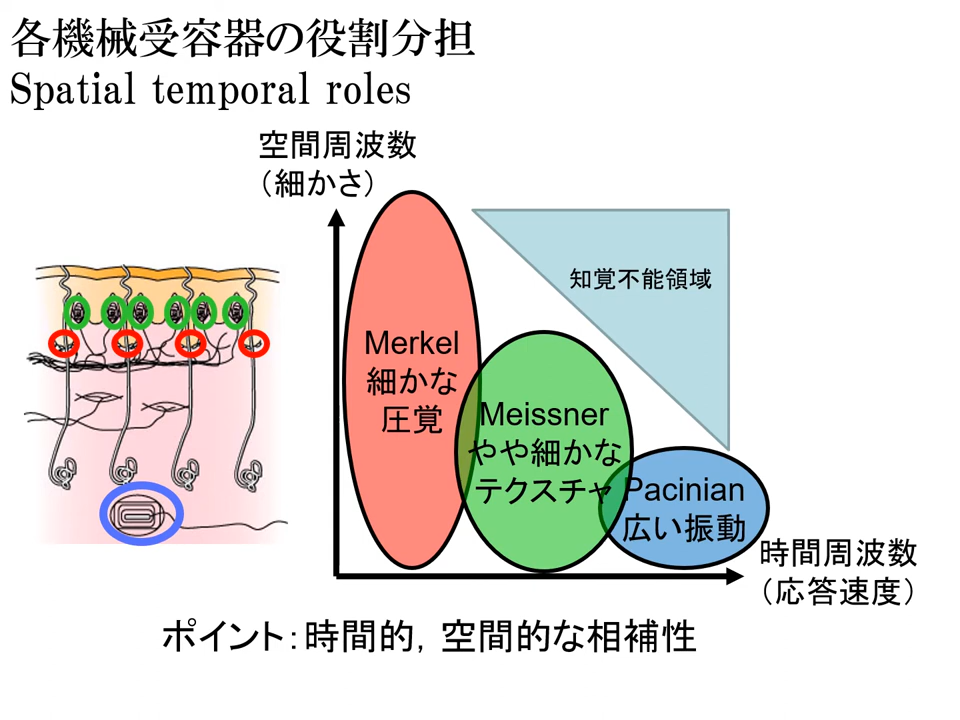 各機械受容器の役割分担
Spatial temporal roles
空間周波数
（細かさ）
知覚不能領域
Merkel
細かな
圧覚
Meissner
やや細かな
テクスチャ
Pacinian
広い振動
時間周波数
（応答速度）
ポイント：時間的，空間的な相補性